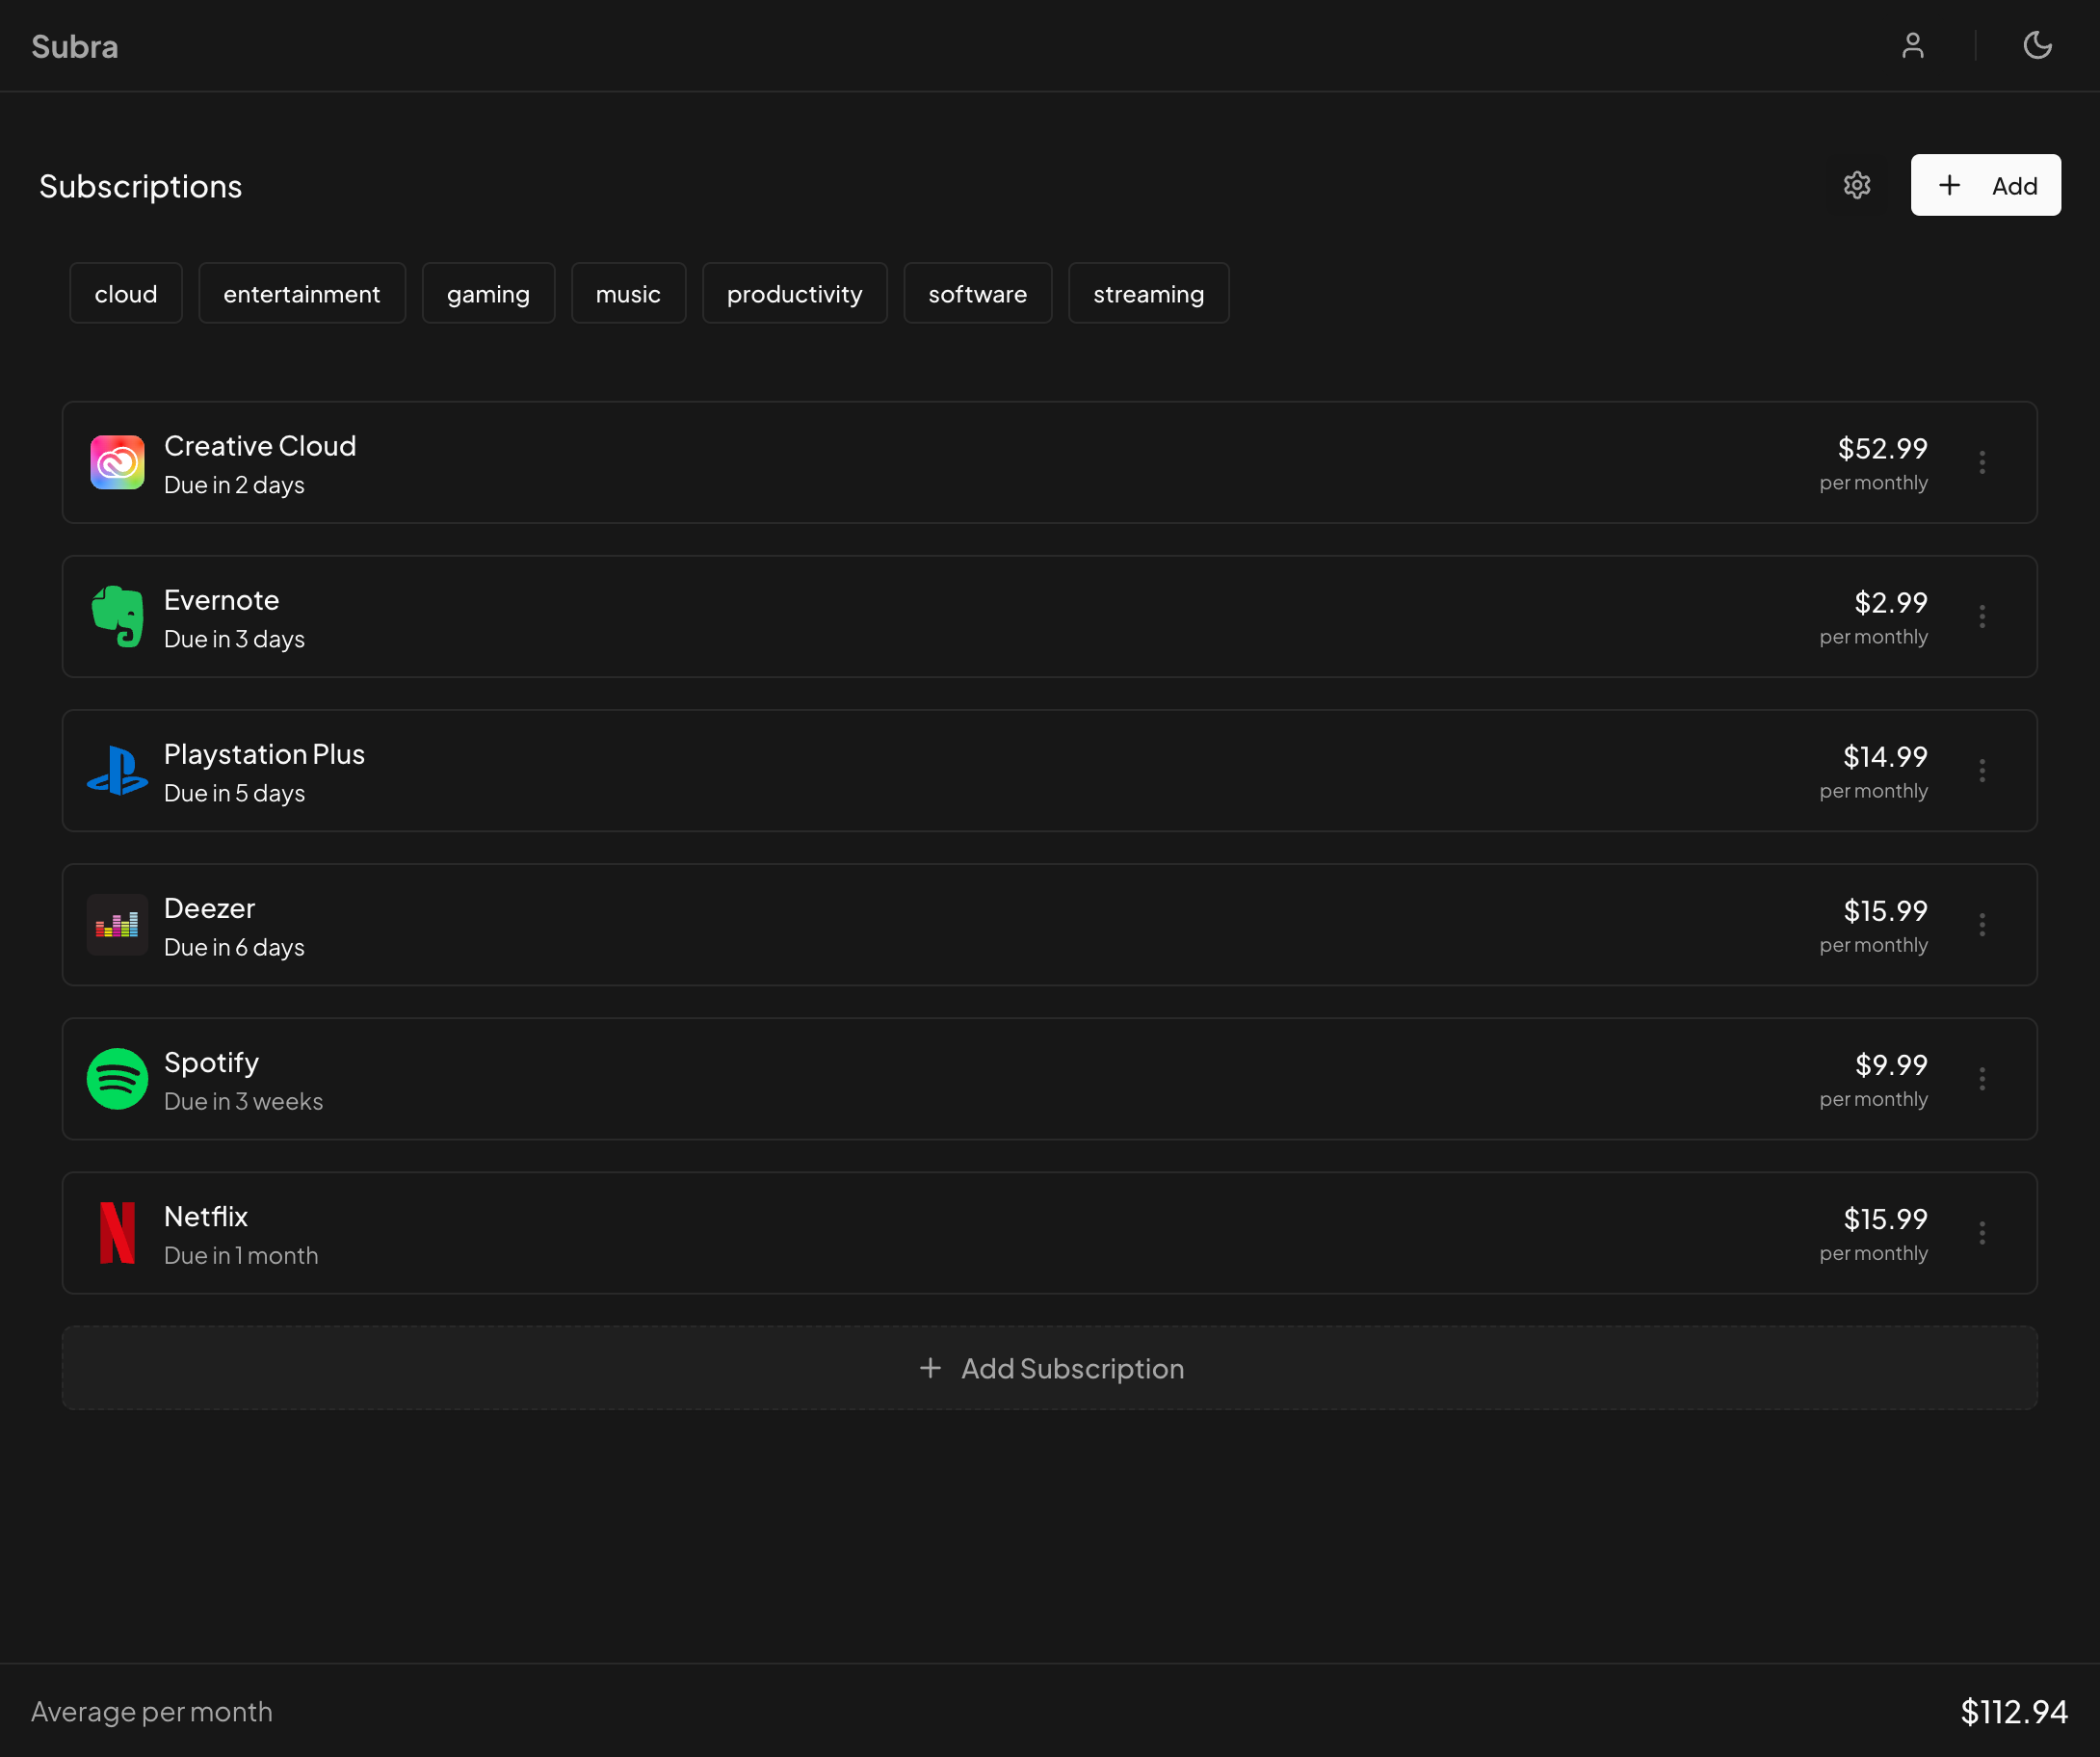 Subra
Subscriptions
Add
cloud entertainment gaming music productivity software streaming
Creative Cloud
$52.99
Due in 2 days
per monthly
Evernote
$2.99
Due in 3 days
per monthly
Playstation Plus
$14.99
Due in 5 days
per monthly
Deezer
$15.99
Due in 6 days
per monthly
Spotify
$9.99
Due in 3 weeks
per monthly
Netflix
$15.99
Due in 1 month
per monthly
Add Subscription
Average per month
$112.94